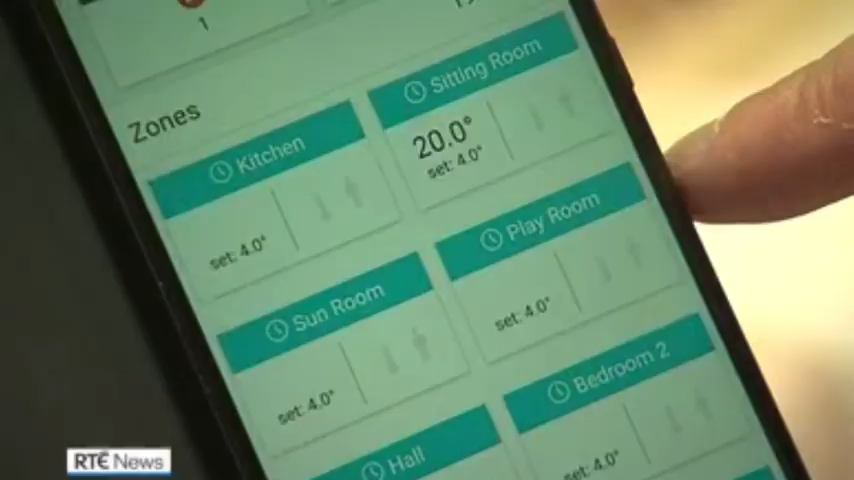 1
Zones
Kitchen
set: 4.0°
Sitting Room
20.0°
set: 4.0°
Sun Room
set: 4.0°
Play Room
set: 4.0°
Hall
Bedroom 2
set: 4.0°
RTÉ News